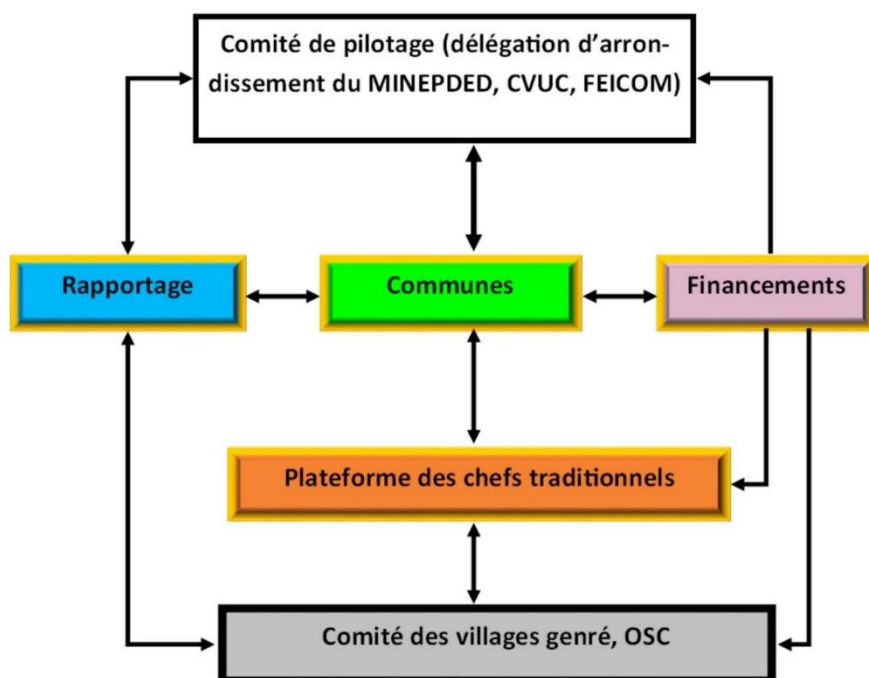 Comité de pilotage (délégation d’arron-
dissement du MINEPDED, CVUC, FEICOM)
Rapportage
Communes
Financements
Plateforme des chefs traditionnels
Comité des villages genré, OSC